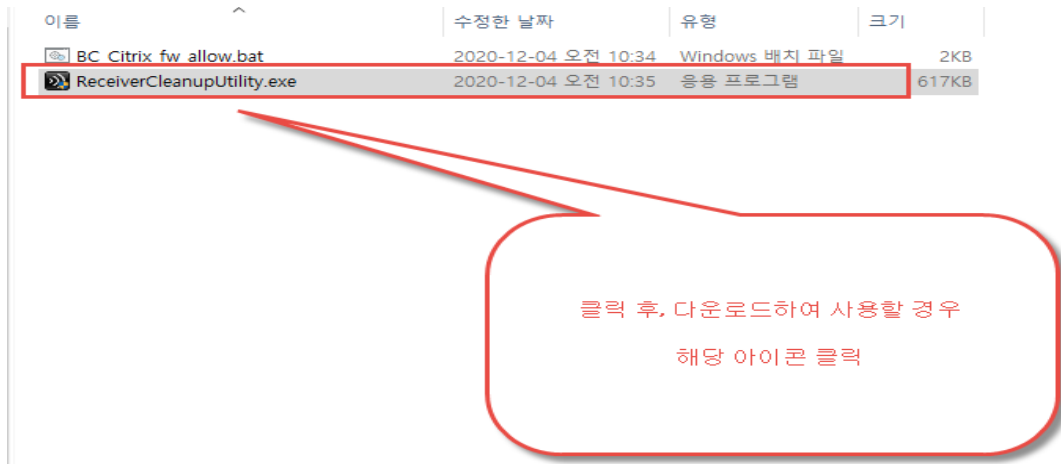 이름 수정한 날짜 유형 크기
BC_Citrix_fw_allow.bat 2020-12-04 오전 10:34 Windows 배치 파일 2KB
ReceiverCleanupUtility.exe 2020-12-04 오전 10:35 응용 프로그램 617KB
클릭 후, 다운로드하여 사용할 경우
해당 아이콘 클릭